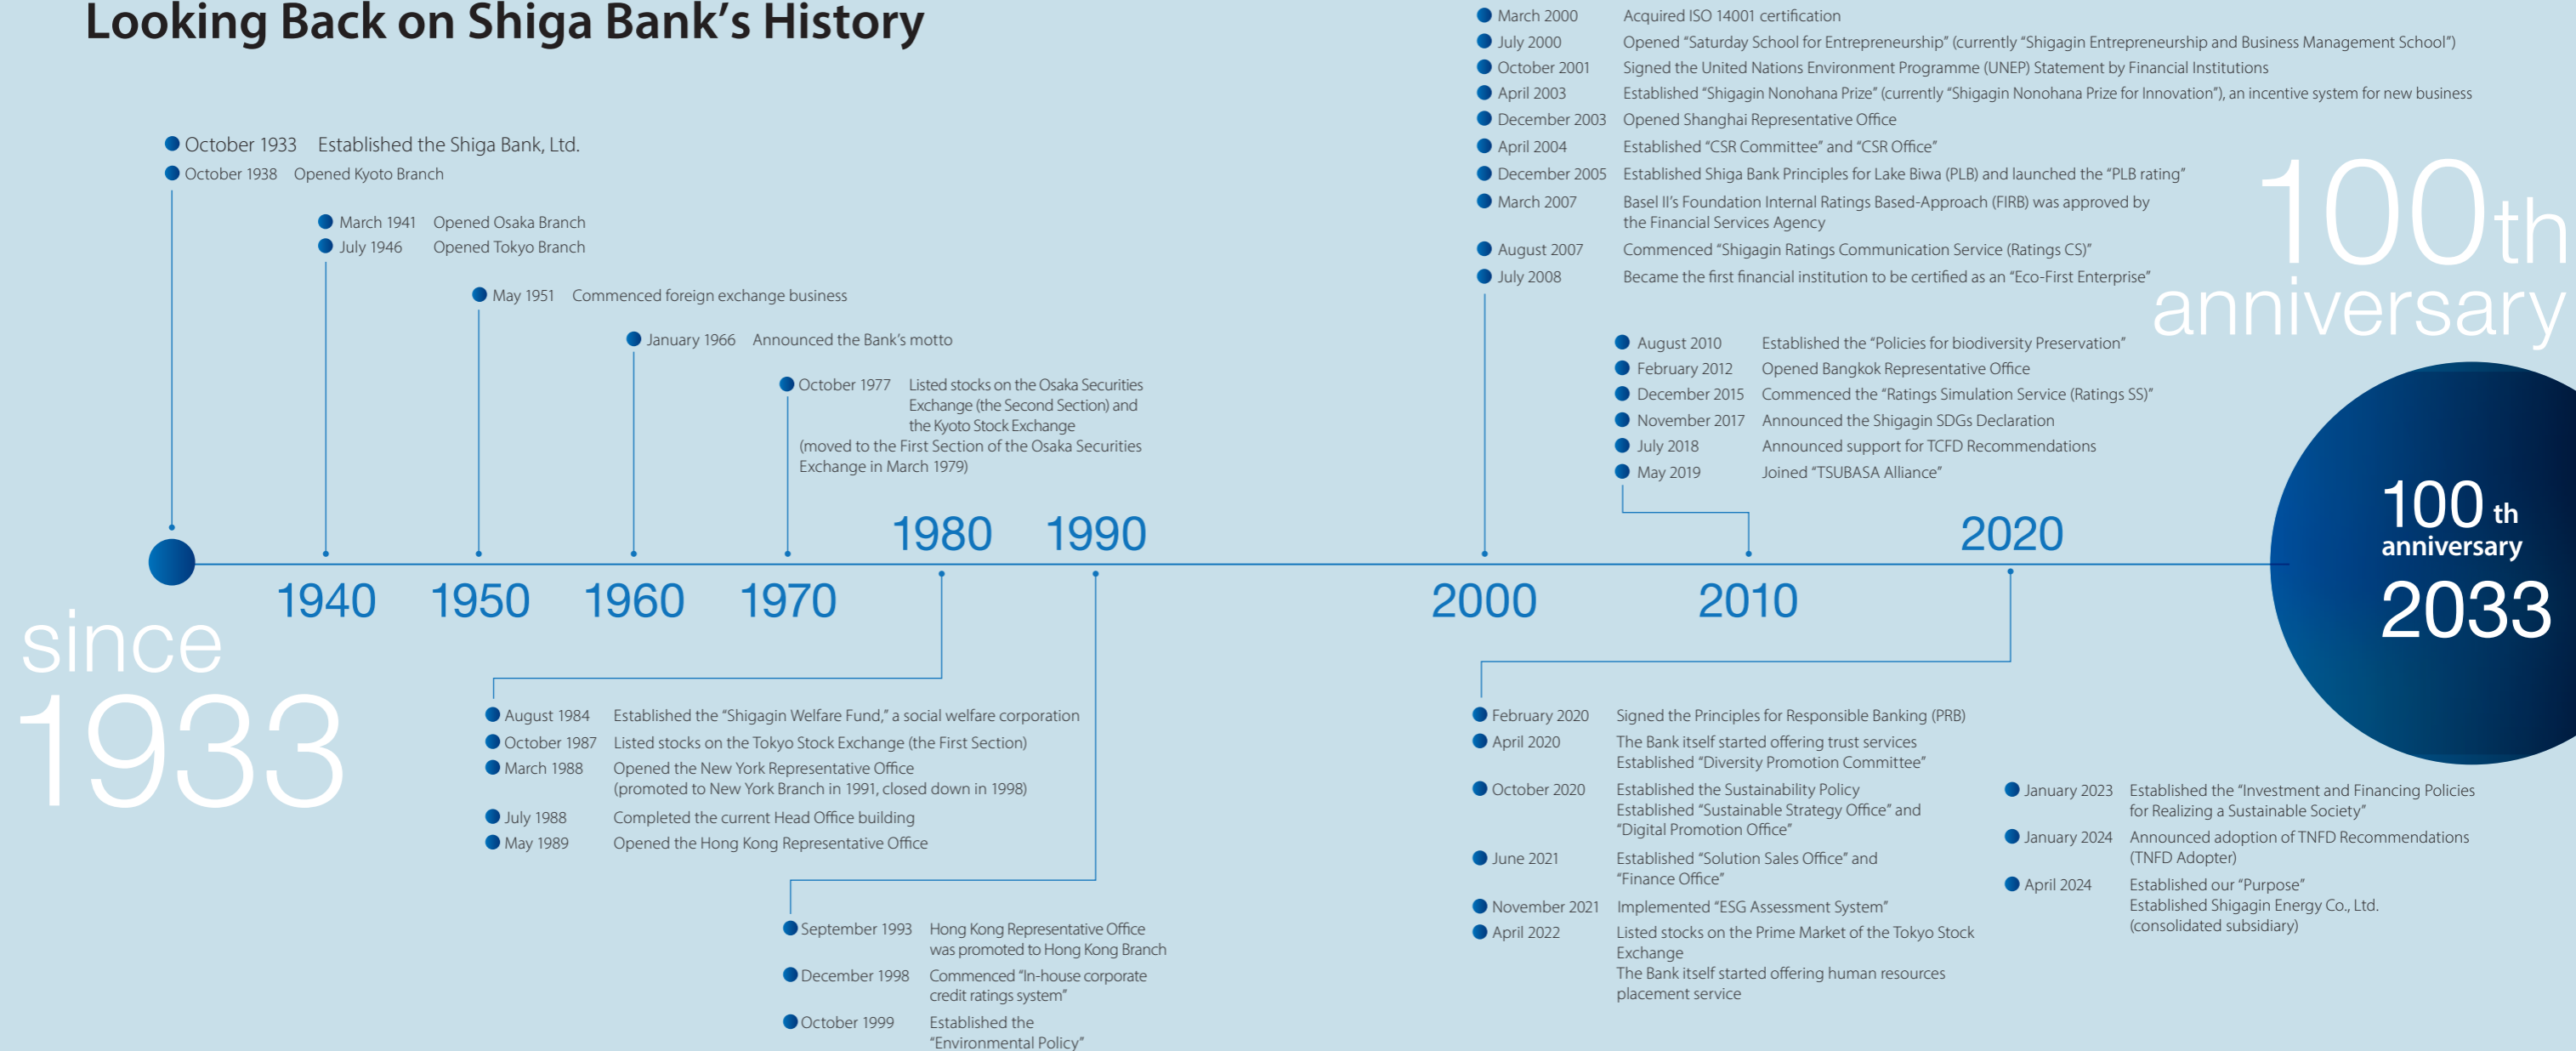 Looking Back on Shiga Bank's History
October 1933 Established the Shiga Bank, Ltd.
October 1938 Opened Kyoto Branch
March 1941 Opened Osaka Branch
July 1946 Opened Tokyo Branch
May 1951 Commenced foreign exchange business
January 1966 Announced the Bank's motto
October 1977 Listed stocks on the Osaka Securities
Exchange (the Second Section) and
the Kyoto Stock Exchange
(moved to the First Section of the Osaka Securities
Exchange in March 1979)
March 2000 Acquired ISO 14001 certification
July 2000 Opened "Saturday School for Entrepreneurship" (currently "Shigagin Entrepreneurship and Business Management School")
October 2001 Signed the United Nations Environment Programme (UNEP) Statement by Financial Institutions
April 2003 Established "Shigagin Nonohana Prize" (currently "Shigagin Nonohana Prize for Innovation"), an incentive system for new business
December 2003 Opened Shanghai Representative Office
April 2004 Established "CSR Committee" and "CSR Office"
December 2005 Established Shiga Bank Principles for Lake Biwa (PLB) and launched the "PLB rating"
March 2007 Basel II's Foundation Internal Ratings Based-Approach (FIRB) was approved by
the Financial Services Agency
August 2007 Commenced "Shigagin Ratings Communication Service (Ratings CS)"
July 2008 Became the first financial institution to be certified as an "Eco-First Enterprise"
August 2010 Established the "Policies for biodiversity Preservation"
February 2012 Opened Bangkok Representative Office
December 2015 Commenced the "Ratings Simulation Service (Ratings SS)"
November 2017 Announced the Shigagin SDGs Declaration
July 2018 Announced support for TCFD Recommendations
May 2019 Joined "TSUBASA Alliance"
100th
anniversary
100 th
anniversary
2033
1980 1990 2020
1940 1950 1960 1970 2000 2010
since
1933
August 1984 Established the "Shigagin Welfare Fund," a social welfare corporation
October 1987 Listed stocks on the Tokyo Stock Exchange (the First Section)
March 1988 Opened the New York Representative Office
(promoted to New York Branch in 1991, closed down in 1998)
July 1988 Completed the current Head Office building
May 1989 Opened the Hong Kong Representative Office
September 1993 Hong Kong Representative Office
was promoted to Hong Kong Branch
December 1998 Commenced "In-house corporate
credit ratings system"
October 1999 Established the
"Environmental Policy"
February 2020 Signed the Principles for Responsible Banking (PRB)
April 2020 The Bank itself started offering trust services
Established "Diversity Promotion Committee"
October 2020 Established the Sustainability Policy
Established "Sustainable Strategy Office" and
"Digital Promotion Office"
June 2021 Established "Solution Sales Office" and
"Finance Office"
November 2021 Implemented "ESG Assessment System"
April 2022 Listed stocks on the Prime Market of the Tokyo Stock
Exchange
The Bank itself started offering human resources
placement service
January 2023 Established the "Investment and Financing Policies
for Realizing a Sustainable Society"
January 2024 Announced adoption of TNFD Recommendations
(TNFD Adopter)
April 2024 Established our "Purpose"
Established Shigagin Energy Co., Ltd.
(consolidated subsidiary)